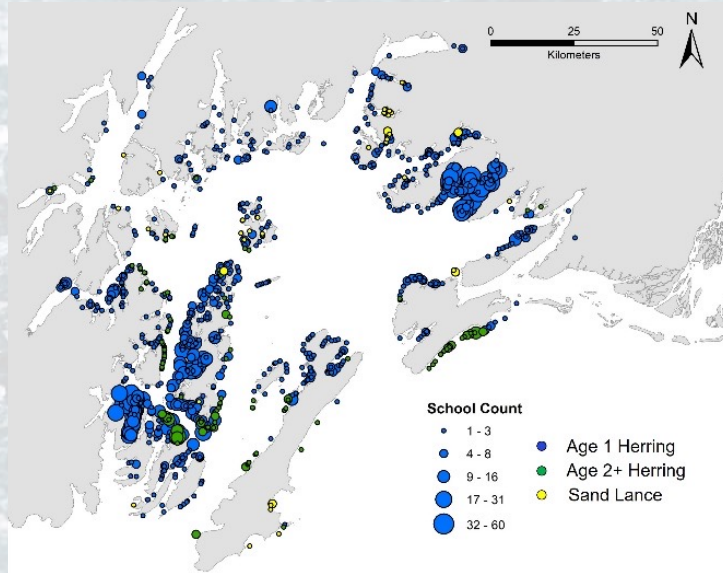 N
0 25 50
Kilometers
School Count
1 - 3
4 - 8
9 - 16
17 - 31
32 - 60
Age 1 Herring
Age 2+ Herring
Sand Lance